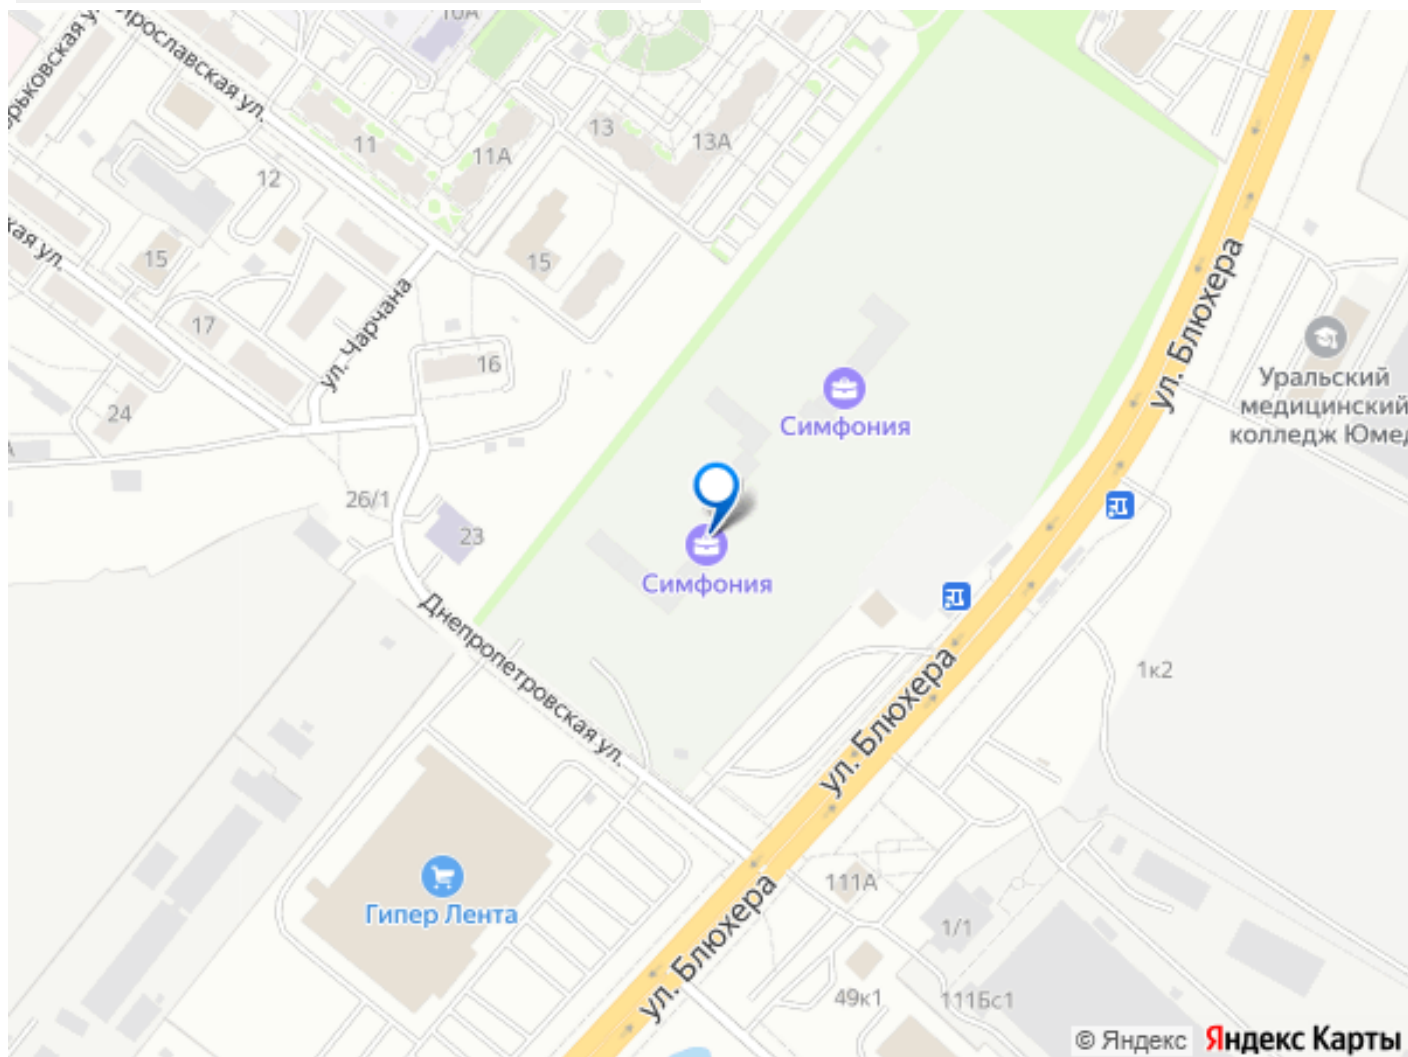 10А
Ярославская ул.
13
13А
11
11А
12
15
15
ул. Чарчана
17
16
24
26/1
23
Симфония
Симфония
Днепропетровская ул.
ул. Блюхера
Уральский
медицинский
колледж Юмед
1к2
ул. Блюхера
Гипер Лента
ул. Блюхера
111А
1/1
49к1
111Бс1
© Яндекс
Яндекс Карты